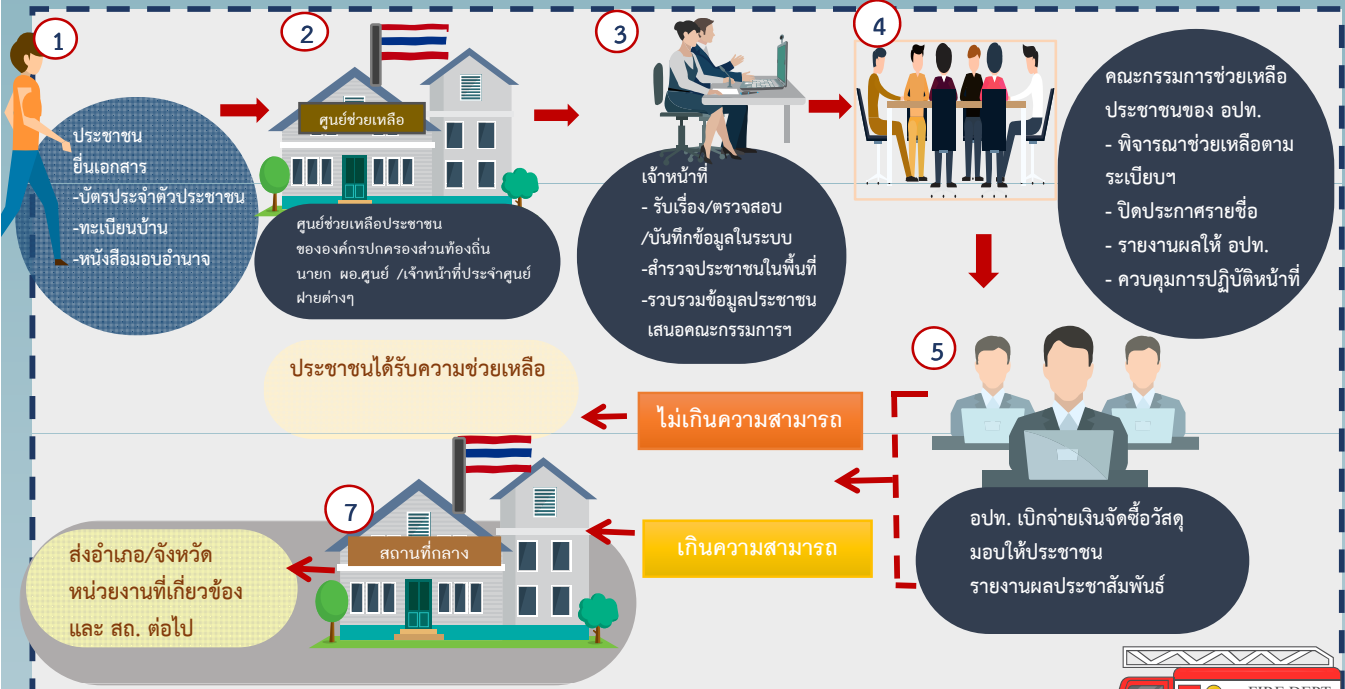 1
ประชาชน
ยื่นเอกสาร
-บัตรประจำตัวประชาชน
-ทะเบียนบ้าน
-หนังสือมอบอำนาจ
2
ศูนย์ช่วยเหลือ
ศูนย์ช่วยเหลือประชาชน
ขององค์กรปกครองส่วนท้องถิ่น
นายก ผอ.ศูนย์ /เจ้าหน้าที่ประจำศูนย์
ฝ่ายต่างๆ
3
เจ้าหน้าที่
- รับเรื่อง/ตรวจสอบ
/บันทึกข้อมูลในระบบ
-สำรวจประชาชนในพื้นที่
-รวบรวมข้อมูลประชาชน
เสนอคณะกรรมการฯ
4
คณะกรรมการช่วยเหลือ
ประชาชนของ อปท.
- พิจารณาช่วยเหลือตาม
ระเบียบฯ
- ปิดประกาศรายชื่อ
- รายงานผลให้ อปท.
- ควบคุมการปฏิบัติหน้าที่
5
อปท. เบิกจ่ายเงินจัดซื้อวัสดุ
มอบให้ประชาชน
รายงานผลประชาสัมพันธ์
ไม่เกินความสามารถ
ประชาชนได้รับความช่วยเหลือ
เกินความสามารถ
7
สถานที่กลาง
ส่งอำเภอ/จังหวัด
หน่วยงานที่เกี่ยวข้อง
และ สถ. ต่อไป
FIRE DEPT